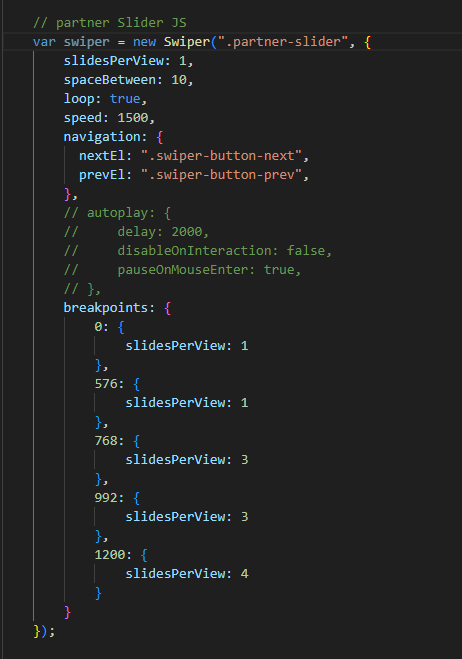 // partner Slider JS
var swiper = new Swiper(".partner-slider", {
    slidesPerView: 1,
    spaceBetween: 10,
    loop: true,
    speed: 1500,
    navigation: {
      nextEl: ".swiper-button-next",
      prevEl: ".swiper-button-prev",
    },
    // autoplay: {
    //     delay: 2000,
    //     disableOnInteraction: false,
    //     pauseOnMouseEnter: true,
    // },
    breakpoints: {
        0: {
            slidesPerView: 1
        },
        576: {
            slidesPerView: 1
        },
        768: {
            slidesPerView: 3
        },
        992: {
            slidesPerView: 3
        },
        1200: {
            slidesPerView: 4
        }
    }
});